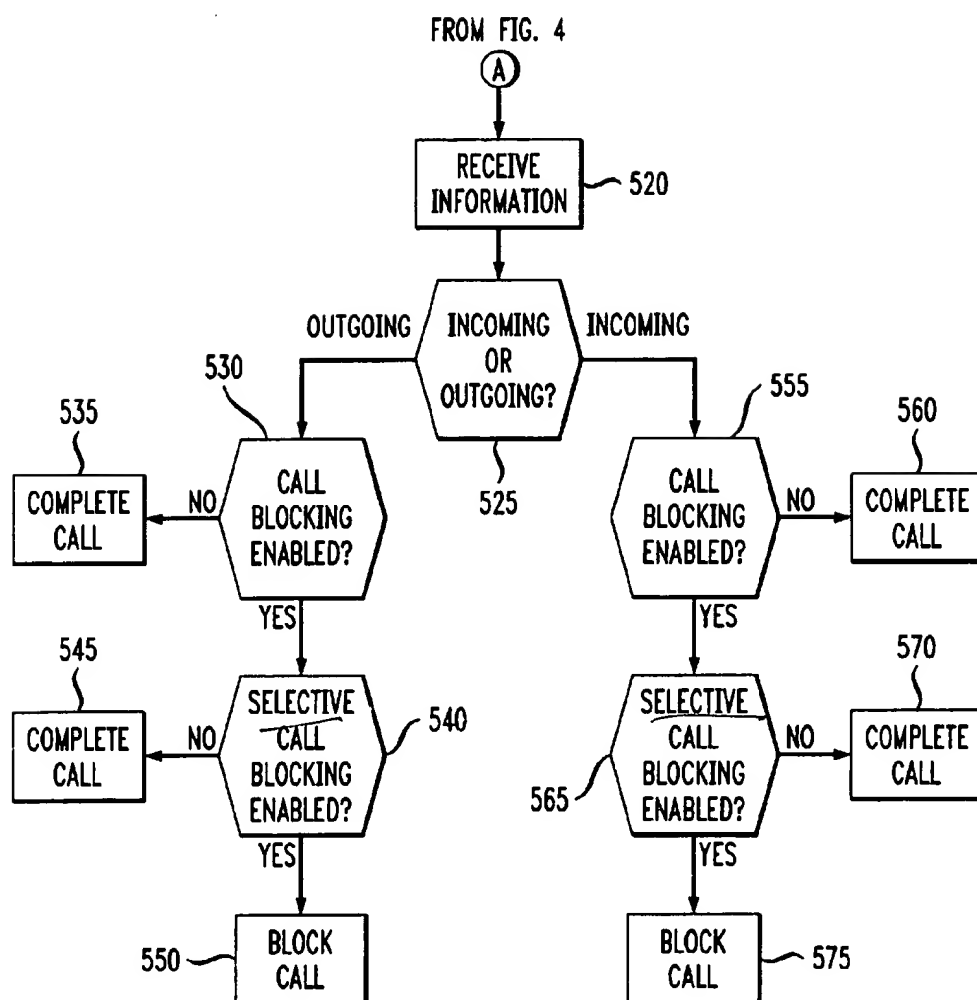 FROM FIG. 4
A
RECEIVE
INFORMATION
520
OUTGOING
INCOMING
OR
OUTGOING?
INCOMING
525
530
CALL
BLOCKING
ENABLED?
NO
535
COMPLETE
CALL
YES
555
CALL
BLOCKING
ENABLED?
NO
560
COMPLETE
CALL
YES
545
COMPLETE
CALL
NO
SELECTIVE
CALL
BLOCKING
ENABLED?
540
YES
565
SELECTIVE
CALL
BLOCKING
ENABLED?
NO
570
COMPLETE
CALL
YES
550
BLOCK
CALL
BLOCK
CALL
575